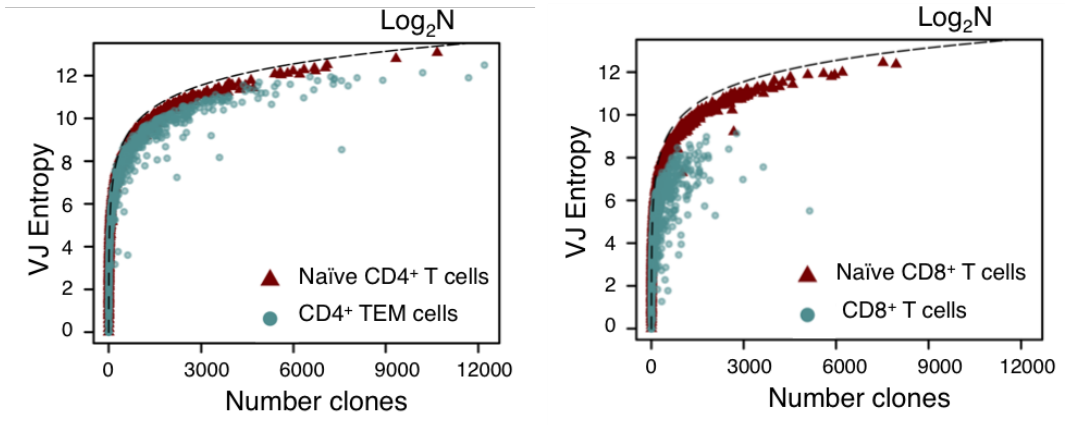 Log₂N
VJ Entropy
12
10
8
6
4
2
0
Naïve CD4⁺ T cells
CD4⁺ TEM cells
0 3000 6000 9000 12000
Number clones
Log₂N
VJ Entropy
12
10
8
6
4
2
0
Naïve CD8⁺ T cells
CD8⁺ T cells
0 3000 6000 9000 12000
Number clones